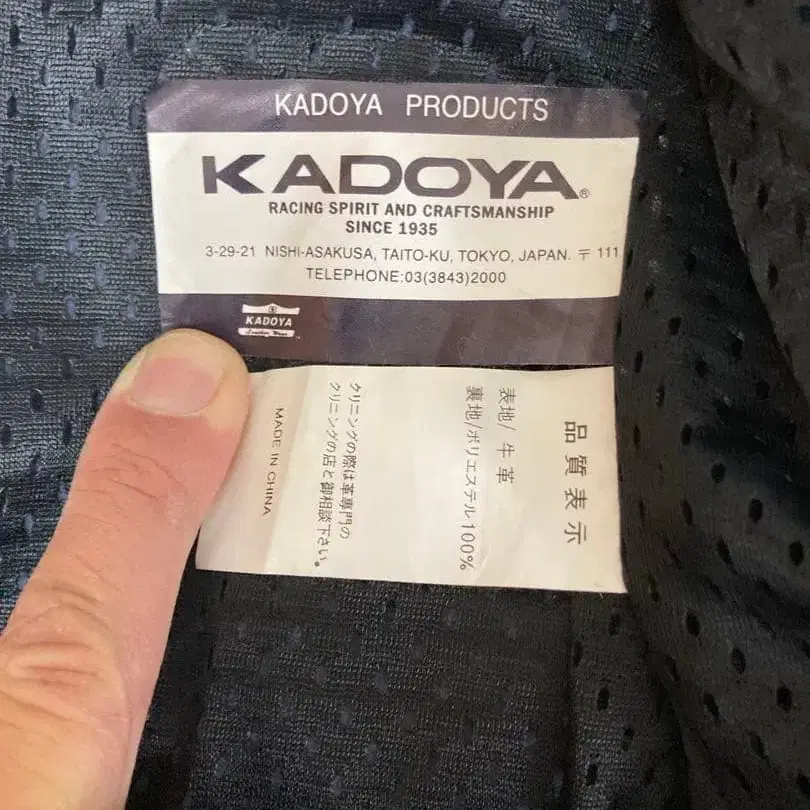 KADOYA PRODUCTS
KADOYA®
RACING SPIRIT AND CRAFTSMANSHIP
SINCE 1935
3-29-21 NISHI-ASAKUSA, TAITO-KU, TOKYO, JAPAN. 〒111
TELEPHONE:03(3843)2000
KADOYA
Leather Wear
品質表示
表地/ 牛革
裏地/ポリエステル100%
クリニングの際は革専門の
クリニングの店と御相談下さい。
MADE IN CHINA